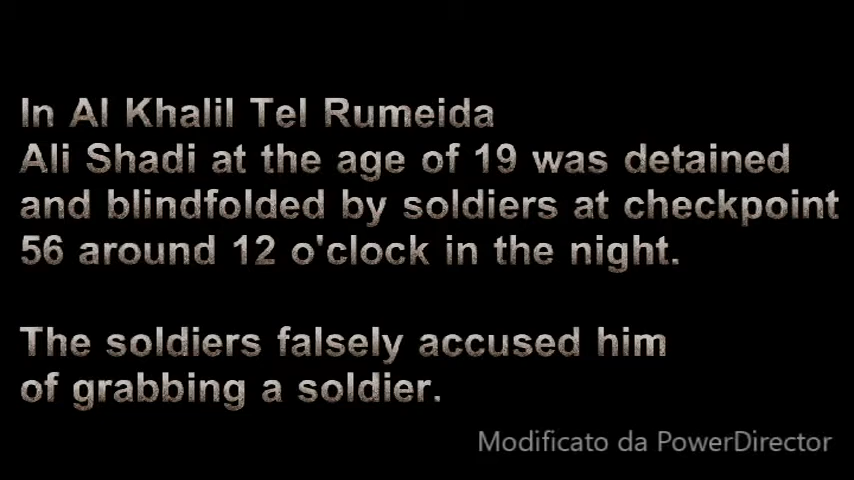 In Al Khalil Tel Rumeida
Ali Shadi at the age of 19 was detained
and blindfolded by soldiers at checkpoint
56 around 12 o'clock in the night.
The soldiers falsely accused him
of grabbing a soldier.
Modificato da PowerDirector